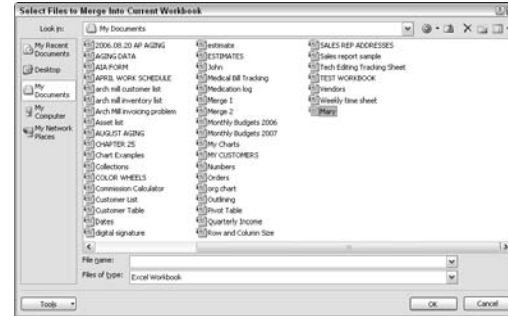 Select Files to Merge Into Current Workbook
Look in:
My Documents
My Recent Documents
Desktop
My Documents
My Computer
My Network Places
2006.08.20 AP AGING
AGING DATA
AIA FORM
APRIL WORK SCHEDULE
arch mill customer list
arch mill inventory list
Arch Mill invoicing problem
Asset list
AUGUST AGING
CHAPTER 25
Chart Examples
Collections
COLOR WHEELS
Commission Calculator
Customer List
Customer Table
Dates
digital signature
estimate
ESTIMATES
John
Medical Bill Tracking
Medication log
Merge 1
Merge 2
Monthly Budgets 2006
Monthly Budgets 2007
My Charts
MY CUSTOMERS
Numbers
Orders
org chart
Outlining
Pivot Table
Quarterly Income
Row and Column Size
SALES REP ADDRESSES
Sales report sample
Tech Editing Tracking Sheet
TEST WORKBOOK
Vendors
Weekly time sheet
Mary
File name:
Files of type:
Excel Workbook
Tools
OK
Cancel